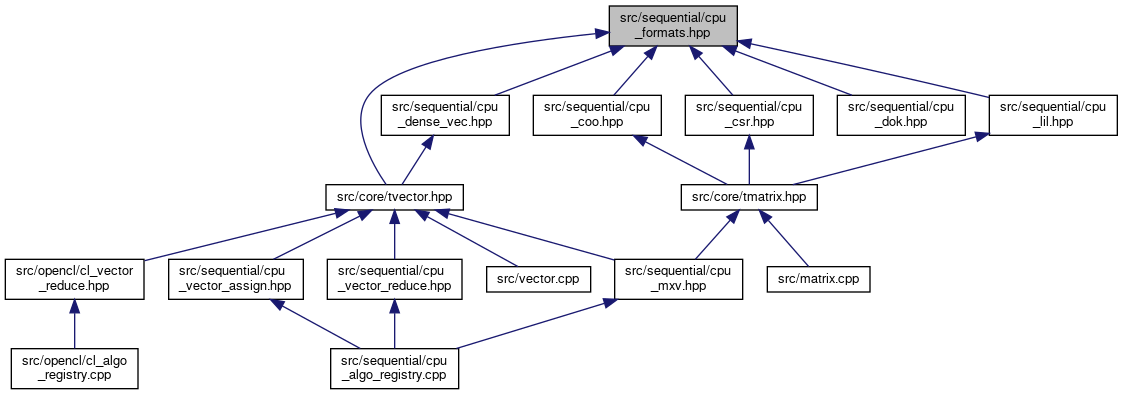 src/sequential/cpu
_formats.hpp
src/sequential/cpu
_dense_vec.hpp
src/sequential/cpu
_coo.hpp
src/sequential/cpu
_csr.hpp
src/sequential/cpu
_dok.hpp
src/sequential/cpu
_lil.hpp
src/core/tvector.hpp
src/core/tmatrix.hpp
src/opencl/cl_vector
_reduce.hpp
src/sequential/cpu
_vector_assign.hpp
src/sequential/cpu
_vector_reduce.hpp
src/vector.cpp
src/sequential/cpu
_mxv.hpp
src/matrix.cpp
src/opencl/cl_algo
_registry.cpp
src/sequential/cpu
_algo_registry.cpp